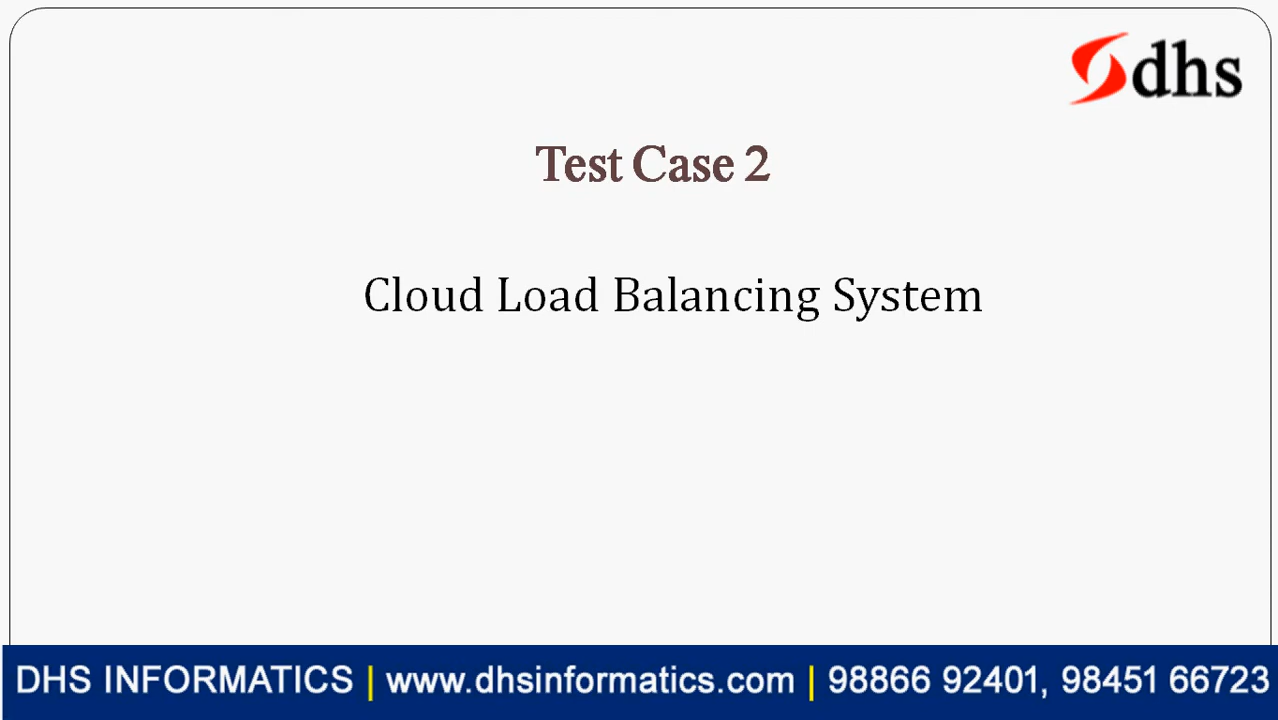 dhs
Test Case 2
Cloud Load Balancing System
DHS INFORMATICS | www.dhsinformatics.com | 98866 92401, 98451 66723